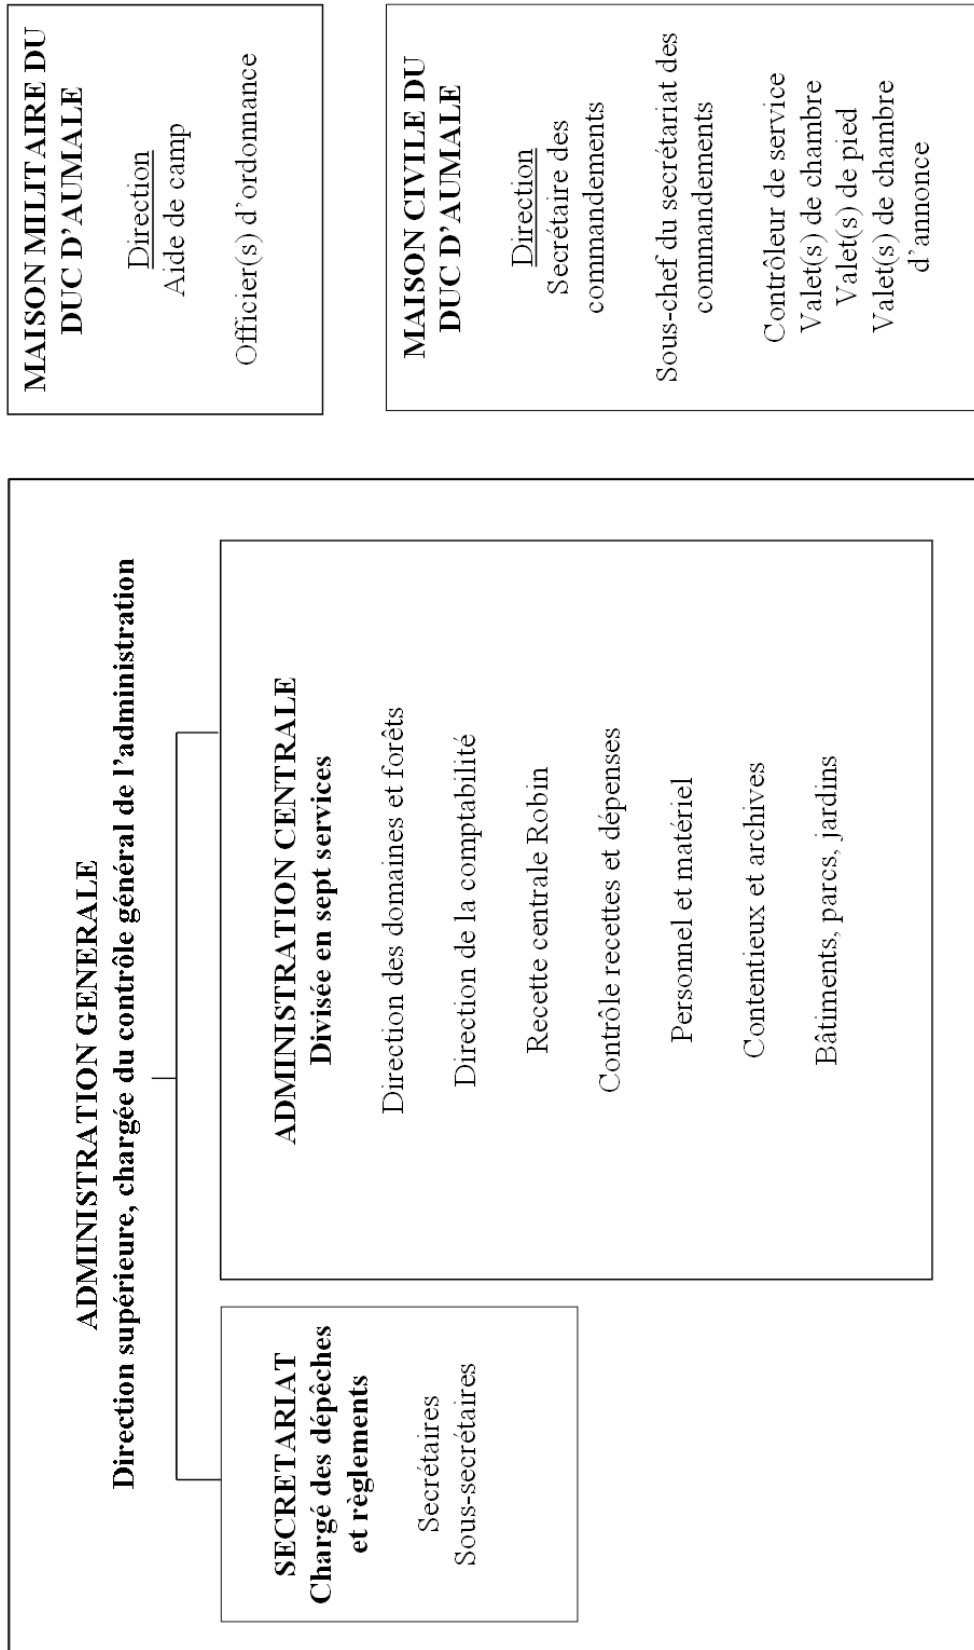 ADMINISTRATION GENERALE
Direction supérieure, chargée du contrôle général de l'administration
SECRETARIAT
Chargé des dépêches
et règlements
Secrétaires
Sous-secrétaires
ADMINISTRATION CENTRALE
Divisée en sept services
Direction des domaines et forêts
Direction de la comptabilité
Recette centrale Robin
Contrôle recettes et dépenses
Personnel et matériel
Contentieux et archives
Bâtiments, parcs, jardins
MAISON MILITAIRE DU
DUC D'AUMALE
Direction
Aide de camp
Officier(s) d'ordonnance
MAISON CIVILE DU
DUC D'AUMALE
Direction
Secrétaire des
commandements
Sous-chef du secrétariat des
commandements
Contrôleur de service
Valet(s) de chambre
Valet(s) de pied
Valet(s) de chambre
d'annonce